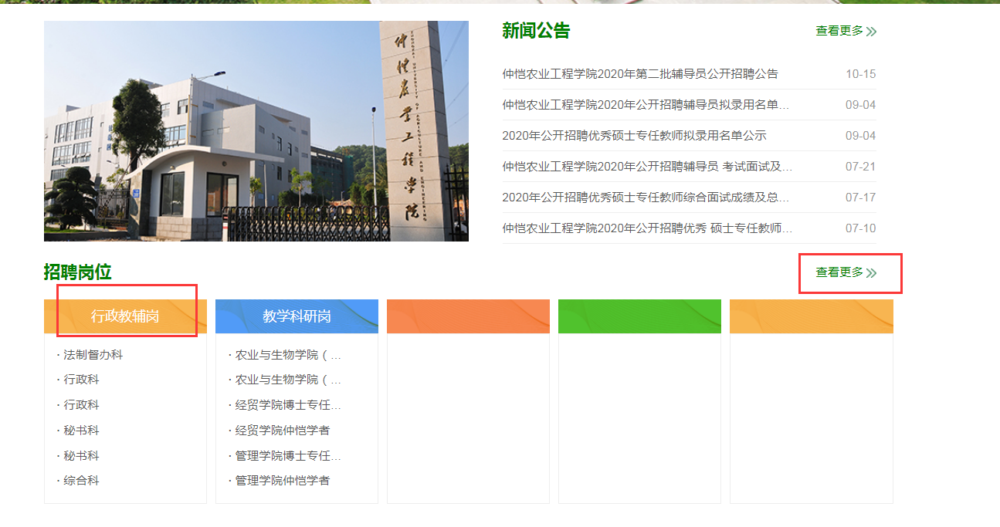 仲恺农业工程学院
ZHONGKAI UNIVERSITY OF AGRICULTURE AND ENGINEERING
新闻公告
查看更多
仲恺农业工程学院2020年第二批辅导员公开招聘公告 10-15
仲恺农业工程学院2020年公开招聘辅导员拟录用名单... 09-04
2020年公开招聘优秀硕士专任教师拟录用名单公示 09-04
仲恺农业工程学院2020年公开招聘辅导员 考试面试及... 07-21
2020年公开招聘优秀硕士专任教师综合面试成绩及总... 07-17
仲恺农业工程学院2020年公开招聘优秀 硕士专任教师... 07-10
招聘岗位
查看更多
行政教辅岗
· 法制督办科
· 行政科
· 行政科
· 秘书科
· 秘书科
· 综合科
教学科研岗
· 农业与生物学院（...
· 农业与生物学院（...
· 经贸学院博士专任...
· 经贸学院仲恺学者
· 管理学院博士专任...
· 管理学院仲恺学者